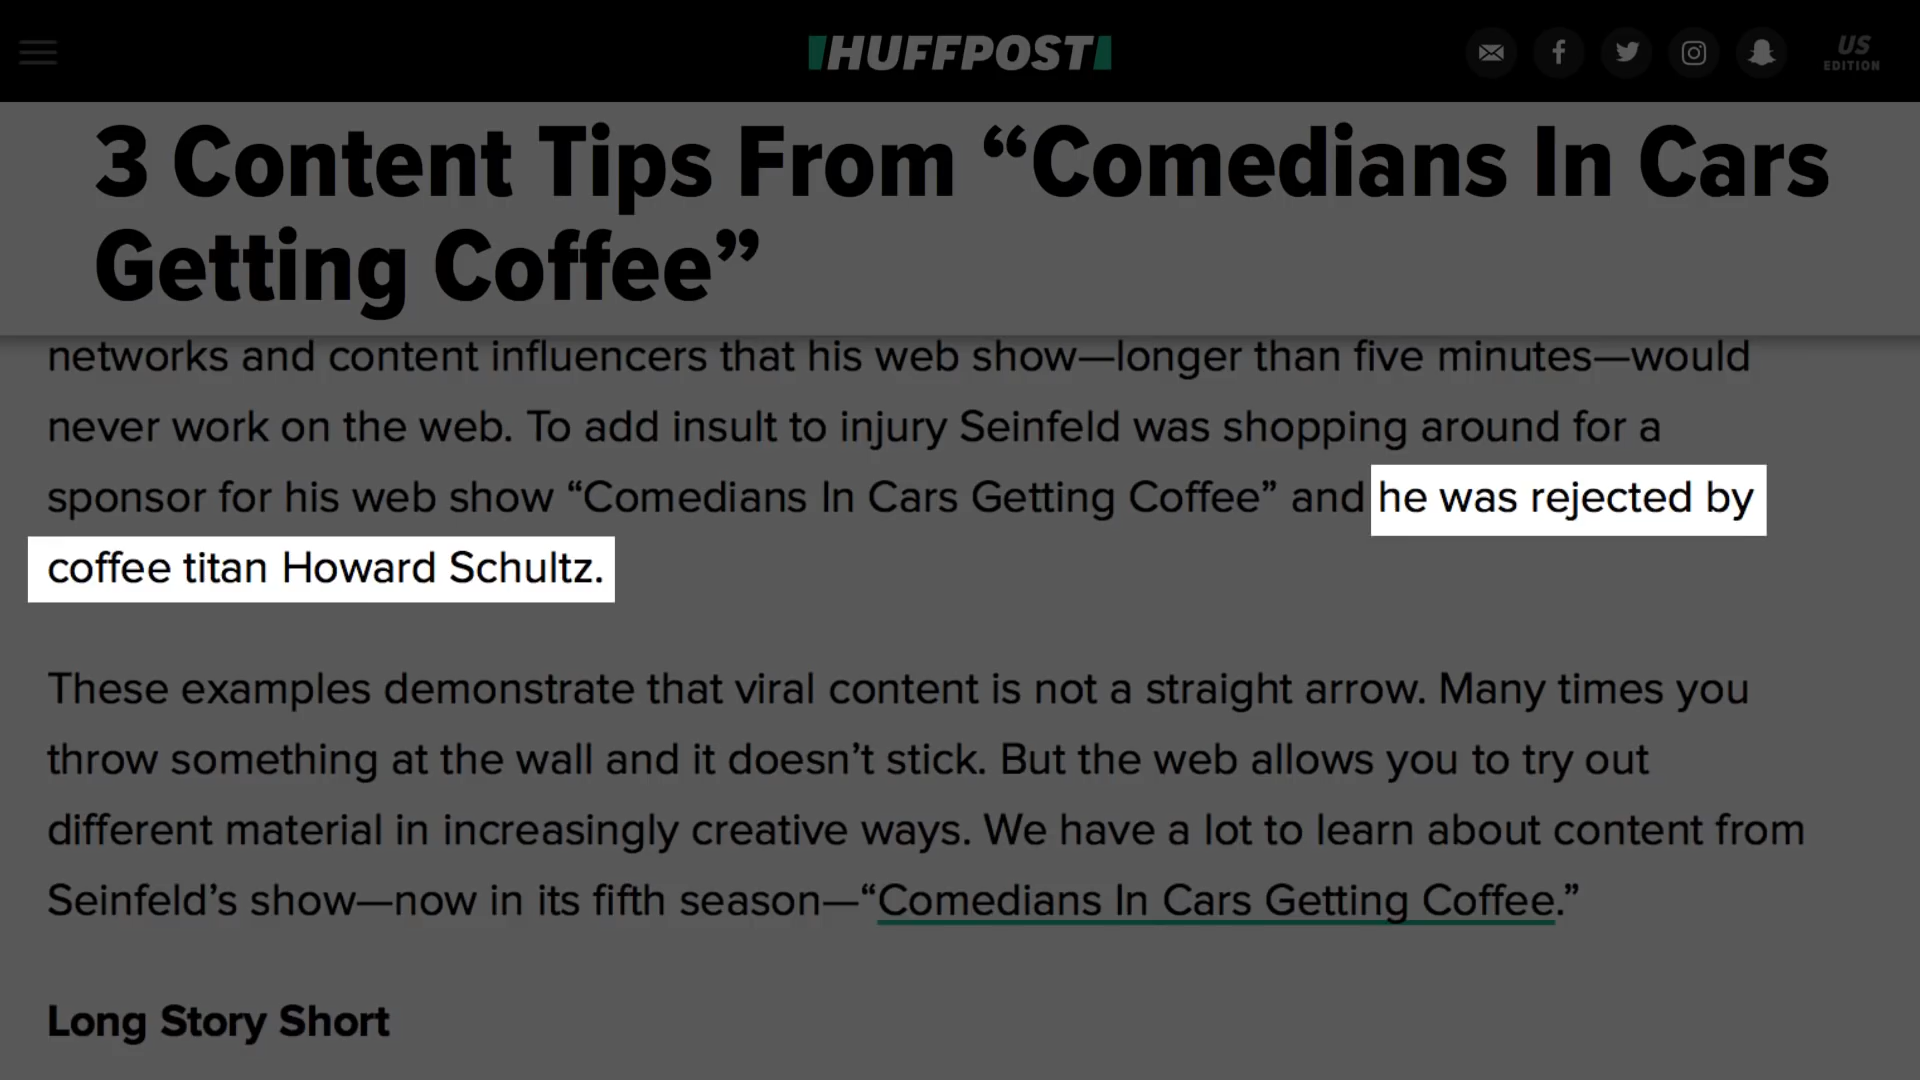 HUFFPOST
US
EDITION
3 Content Tips From “Comedians In Cars
Getting Coffee”
networks and content influencers that his web show—longer than five minutes—would
never work on the web. To add insult to injury Seinfeld was shopping around for a
sponsor for his web show “Comedians In Cars Getting Coffee” and he was rejected by
coffee titan Howard Schultz.
These examples demonstrate that viral content is not a straight arrow. Many times you
throw something at the wall and it doesn’t stick. But the web allows you to try out
different material in increasingly creative ways. We have a lot to learn about content from
Seinfeld’s show—now in its fifth season—“Comedians In Cars Getting Coffee.”
Long Story Short